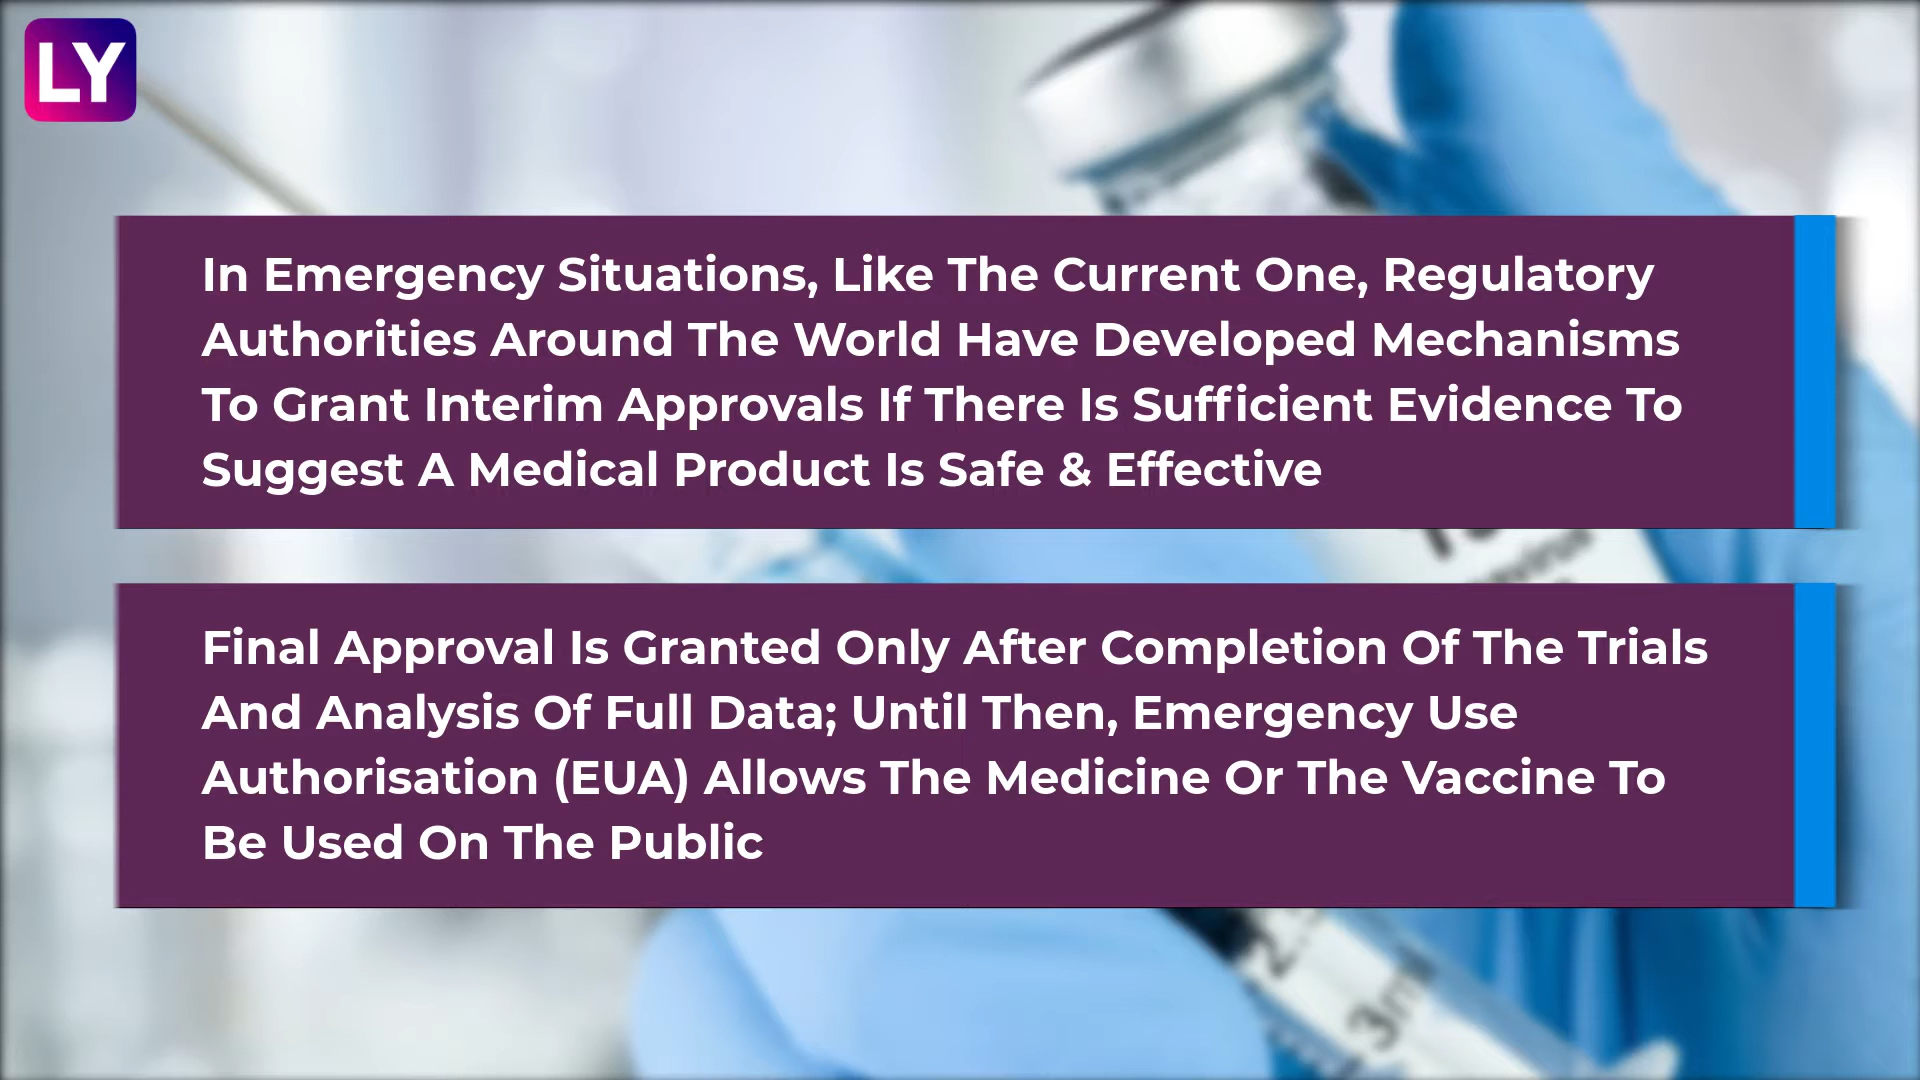 LY
In Emergency Situations, Like The Current One, Regulatory
Authorities Around The World Have Developed Mechanisms
To Grant Interim Approvals If There Is Sufficient Evidence To
Suggest A Medical Product Is Safe & Effective
Final Approval Is Granted Only After Completion Of The Trials
And Analysis Of Full Data; Until Then, Emergency Use
Authorisation (EUA) Allows The Medicine Or The Vaccine To
Be Used On The Public
3ml